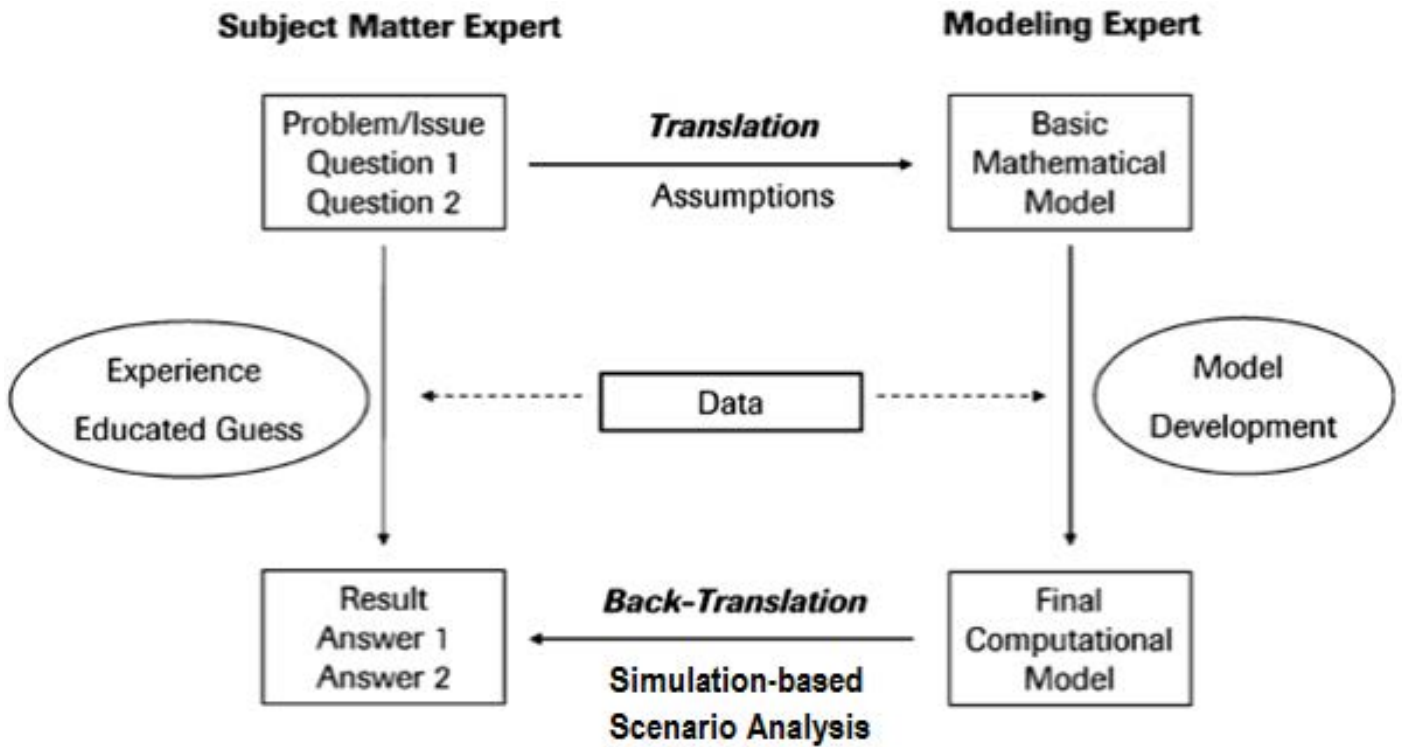 Subject Matter Expert
Modeling Expert
Problem/Issue
Question 1
Question 2
Translation
Assumptions
Basic
Mathematical
Model
Experience
Educated Guess
Data
Model
Development
Result
Answer 1
Answer 2
Back-Translation
Simulation-based
Scenario Analysis
Final
Computational
Model